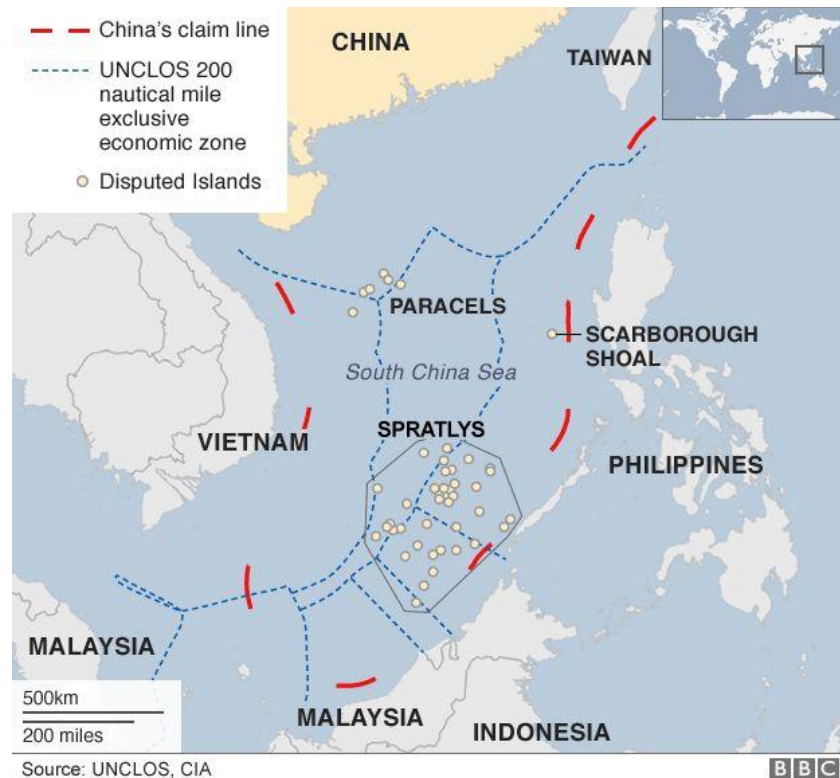 China's claim line
UNCLOS 200
nautical mile
exclusive
economic zone
Disputed Islands
CHINA
TAIWAN
PARACELS
SCARBOROUGH
SHOAL
South China Sea
SPRATLYS
VIETNAM
PHILIPPINES
MALAYSIA
500km
200 miles
MALAYSIA
INDONESIA
Source: UNCLOS, CIA
BBC